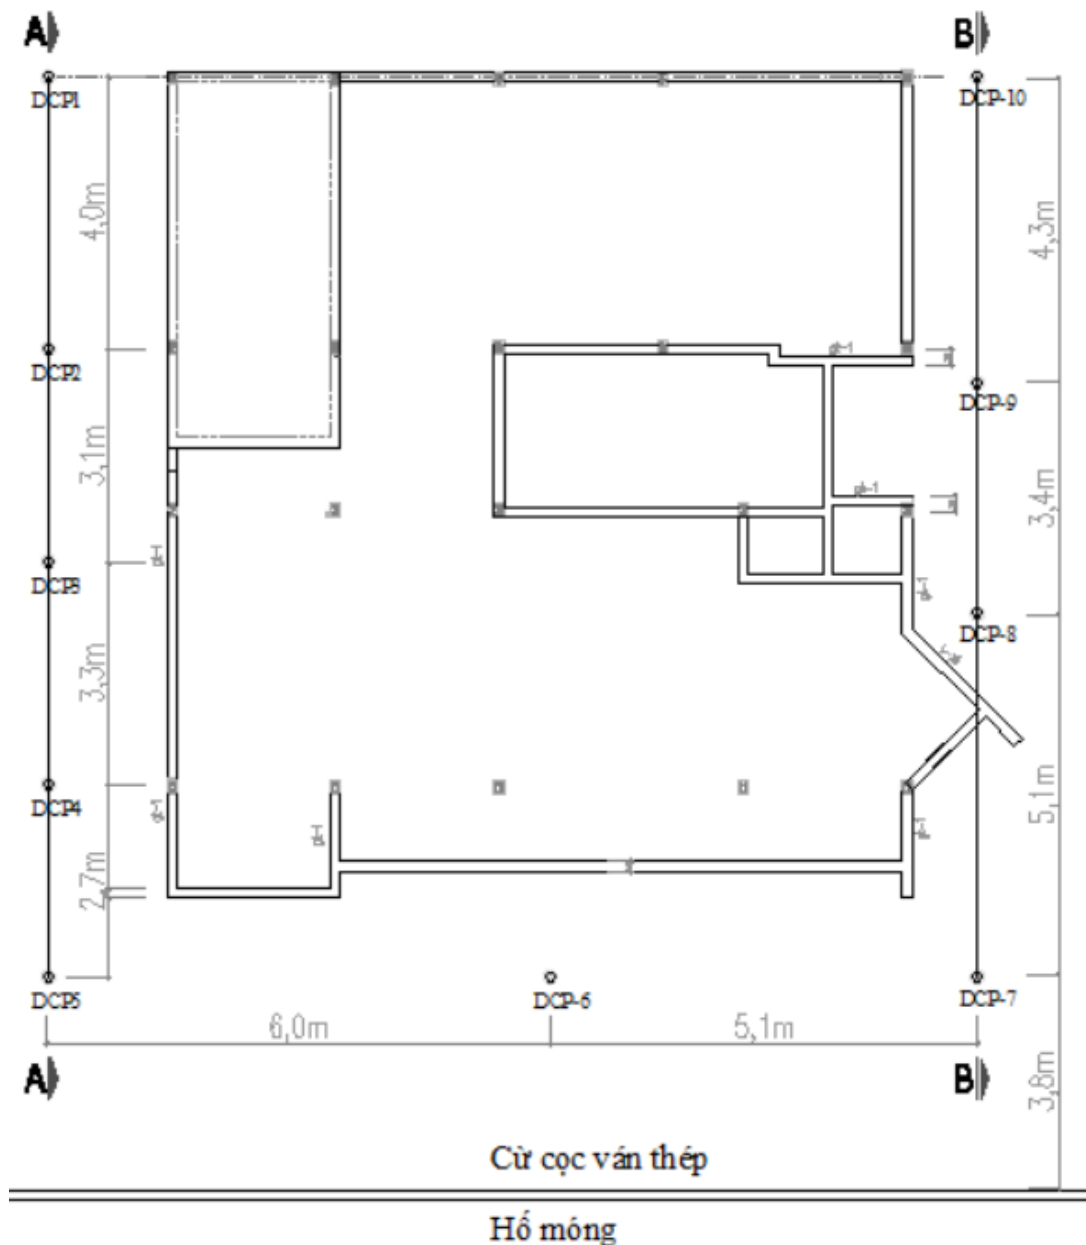 A B
DCP1 DCP-10
4,0m 4,3m
DCP2
DCP-9
3,1m 3,4m
DCP3
DCP-8
3,3m
DCP4 5,1m
2,7m
DCP5 DCP-6 DCP-7
6,0m 5,1m
A B
3,8m
Cừ cọc ván thép
Hố móng